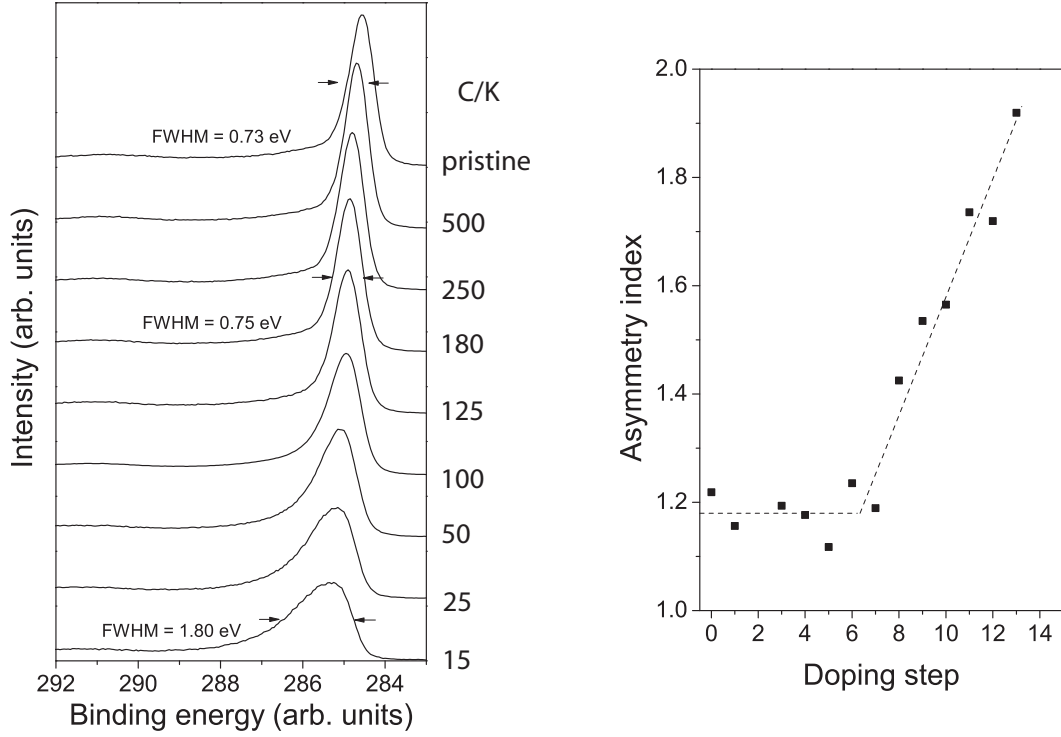 C/K
FWHM = 0.73 eV
pristine
500
250
FWHM = 0.75 eV
180
125
100
50
25
FWHM = 1.80 eV
15
292 290 288 286 284
Binding energy (arb. units)
Intensity (arb. units)
2.0
1.8
1.6
1.4
1.2
1.0
0 2 4 6 8 10 12 14
Doping step
Asymmetry index